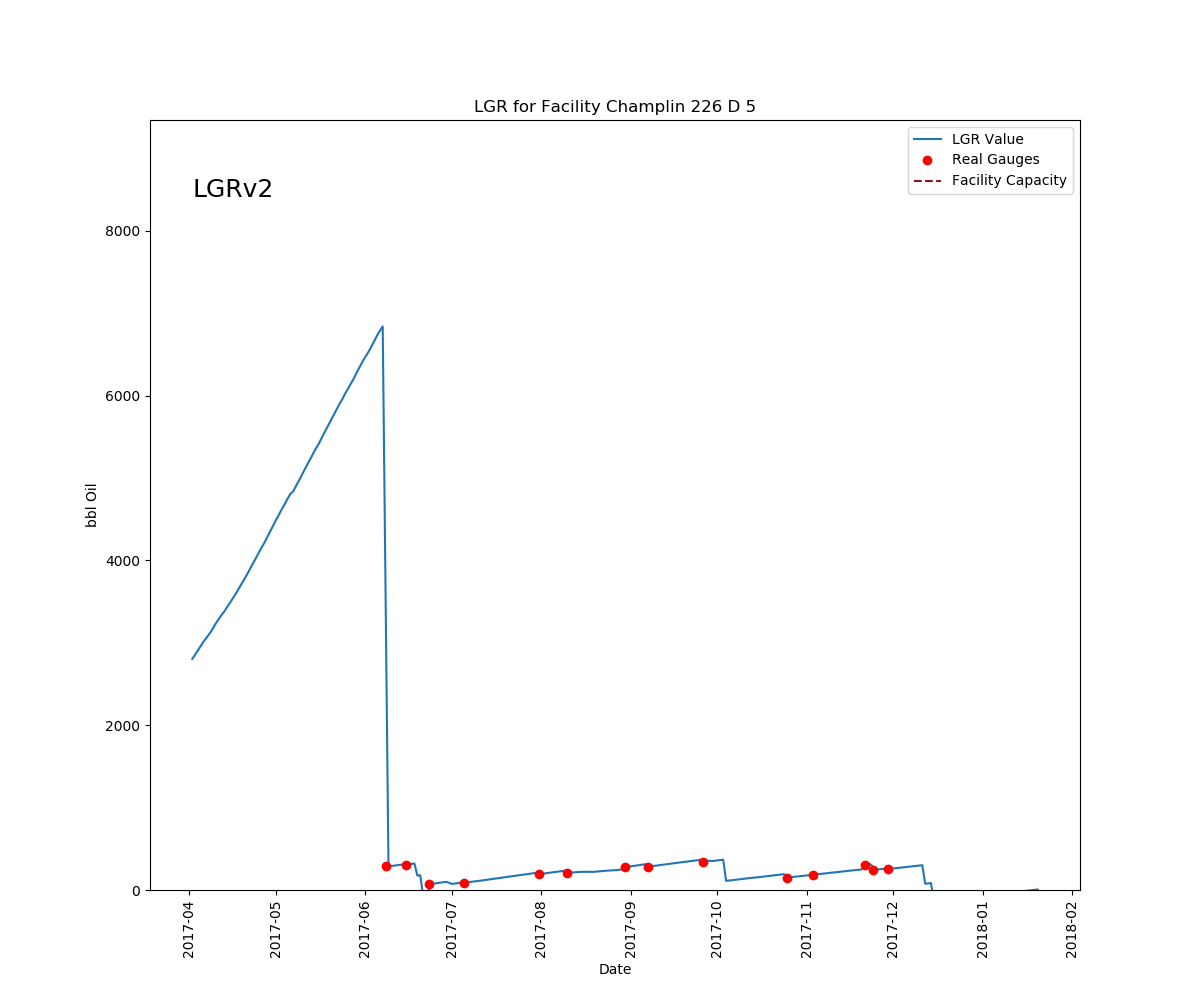 LGR for Facility Champlin 226 D 5
LGR Value
Real Gauges
Facility Capacity
LGRv2
8000
6000
4000
2000
0
bbl Oil
2017-04
2017-05
2017-06
2017-07
2017-08
2017-09
2017-10
2017-11
2017-12
2018-01
2018-02
Date